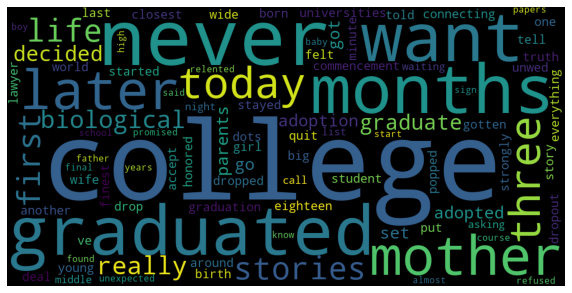 last closest wide born universities told connecting papers
boy life decided high never got minute want one tell
lawyer later world started relented today felt commencement months unwed truth
biological said baby waiting adoption sign graduate gotten everything
first school promised night stayed parents dots quit list start strongly story
father college girl go big student popped three
final years accept honored dropped call adopted
wife finest another drop graduation eighteen set put asking dropout
graduated know mother course
ve really around stories
deal young found birth almost refused
middle unexpected